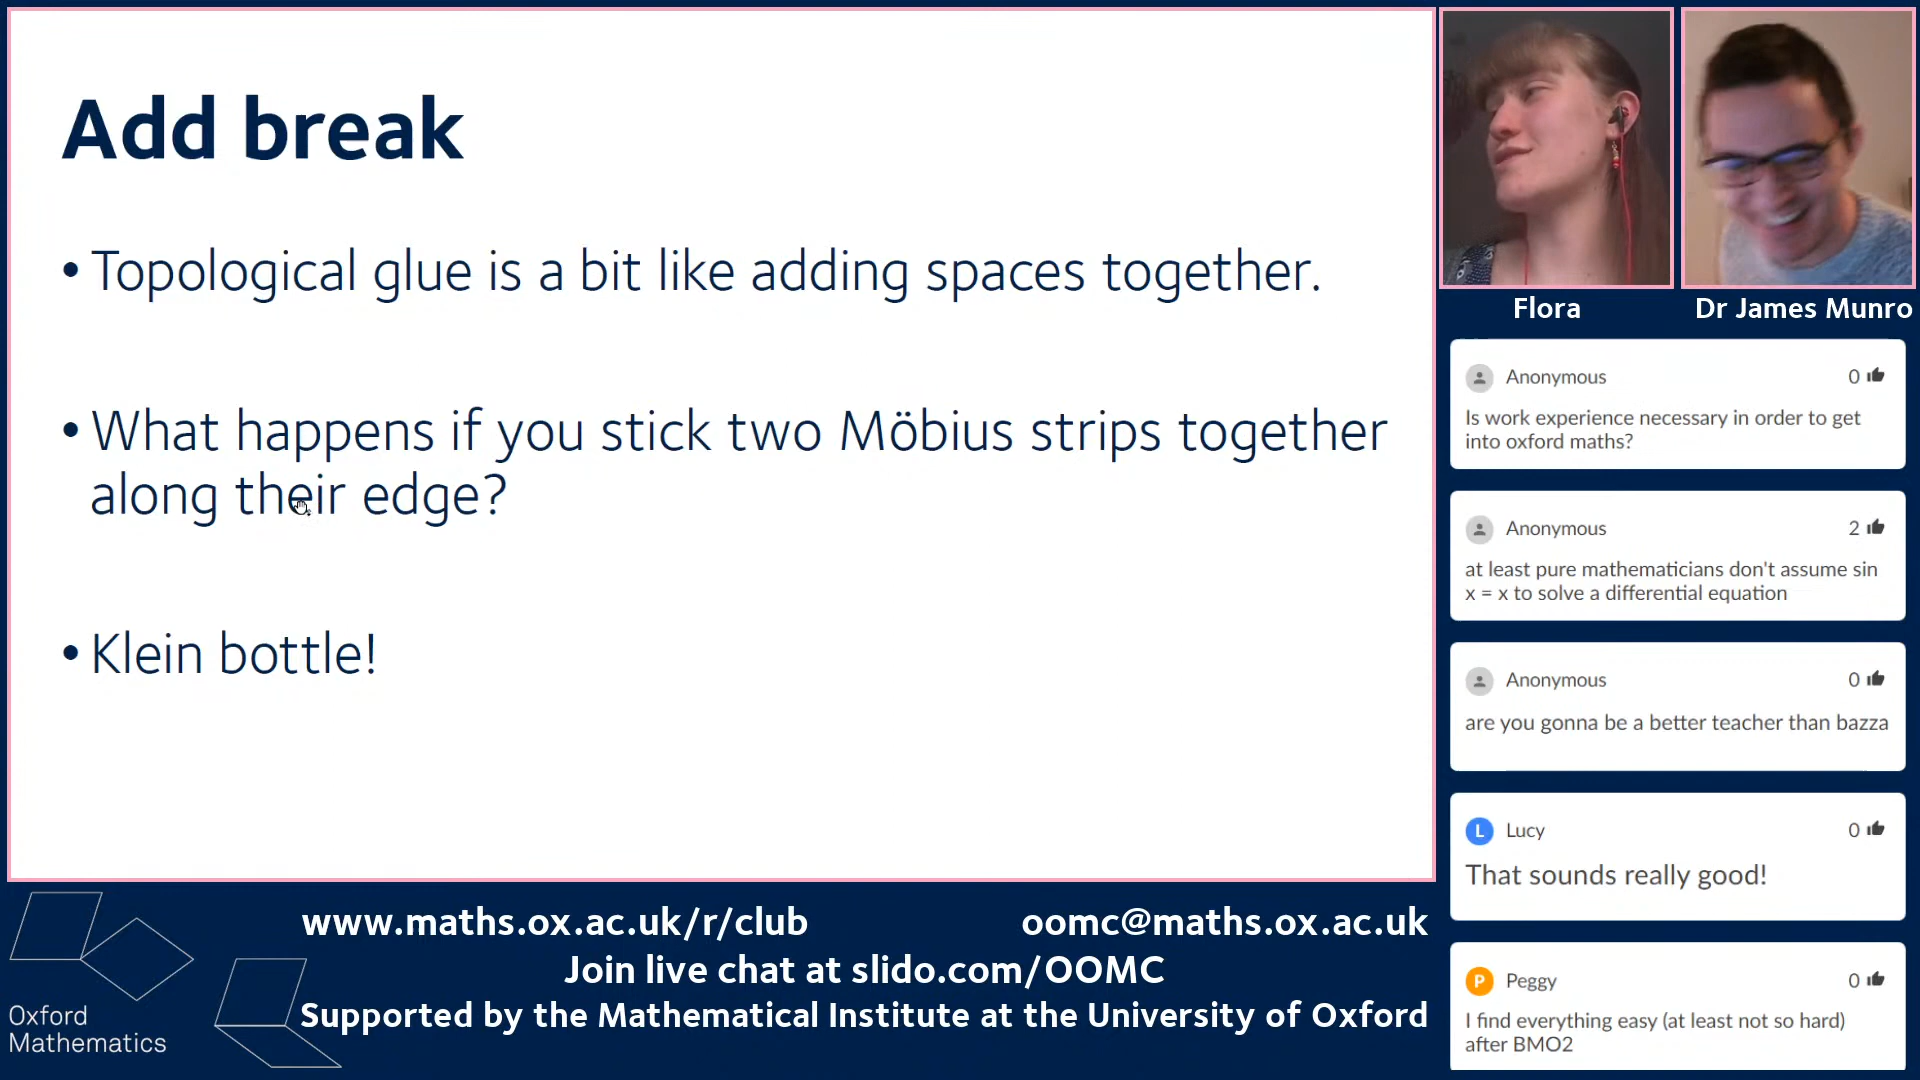 Add break
• Topological glue is a bit like adding spaces together.
• What happens if you stick two Möbius strips together
along their edge?
• Klein bottle!
Flora
Dr James Munro
Anonymous
0
Is work experience necessary in order to get
into oxford maths?
Anonymous
2
at least pure mathematicians don't assume sin
x = x to solve a differential equation
Anonymous
0
are you gonna be a better teacher than bazza
L
Lucy
0
That sounds really good!
P
Peggy
0
I find everything easy (at least not so hard)
after BMO2
Oxford
Mathematics
www.maths.ox.ac.uk/r/club
oomc@maths.ox.ac.uk
Join live chat at slido.com/OOMC
Supported by the Mathematical Institute at the University of Oxford